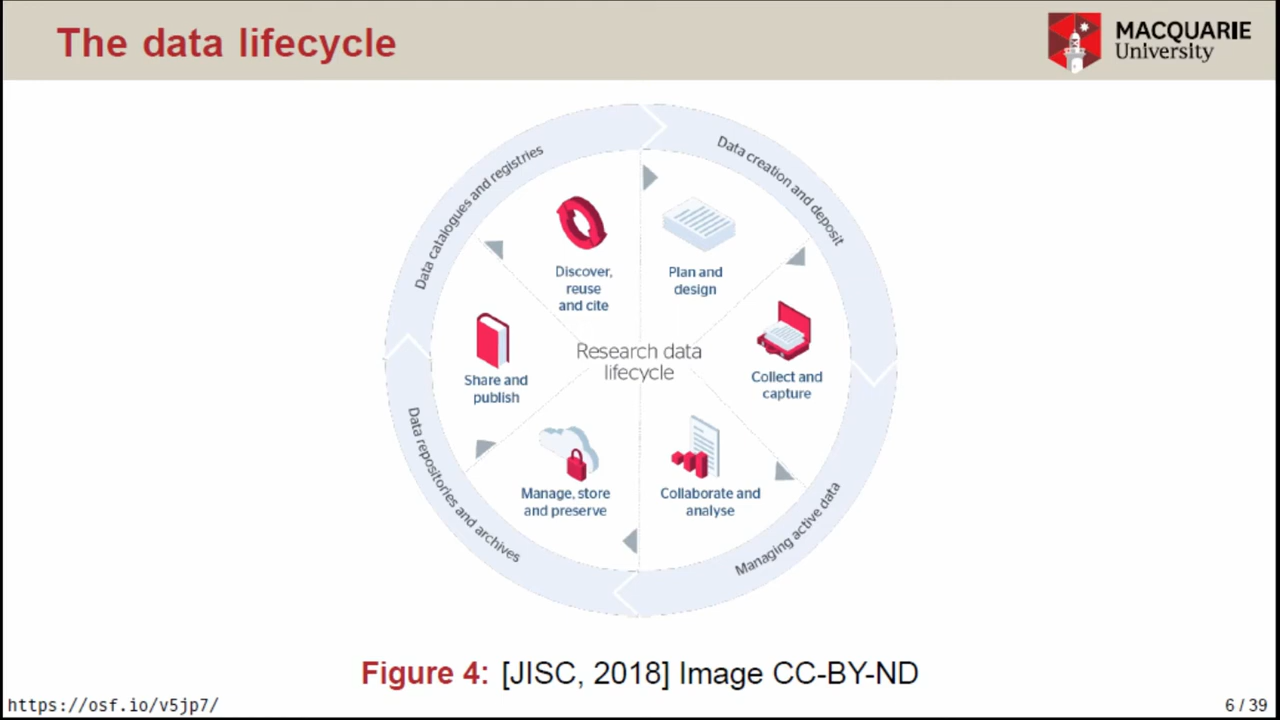 The data lifecycle
MACQUARIE
University
Data catalogues and registries
Data creation and deposit
Discover,
reuse
and cite
Plan and
design
Share and
publish
Research data
lifecycle
Collect and
capture
Manage, store
and preserve
Collaborate and
analyse
Data repositories and archives
Managing active data
Figure 4: [JISC, 2018] Image CC-BY-ND
https://osf.io/v5jp7/
6 / 39